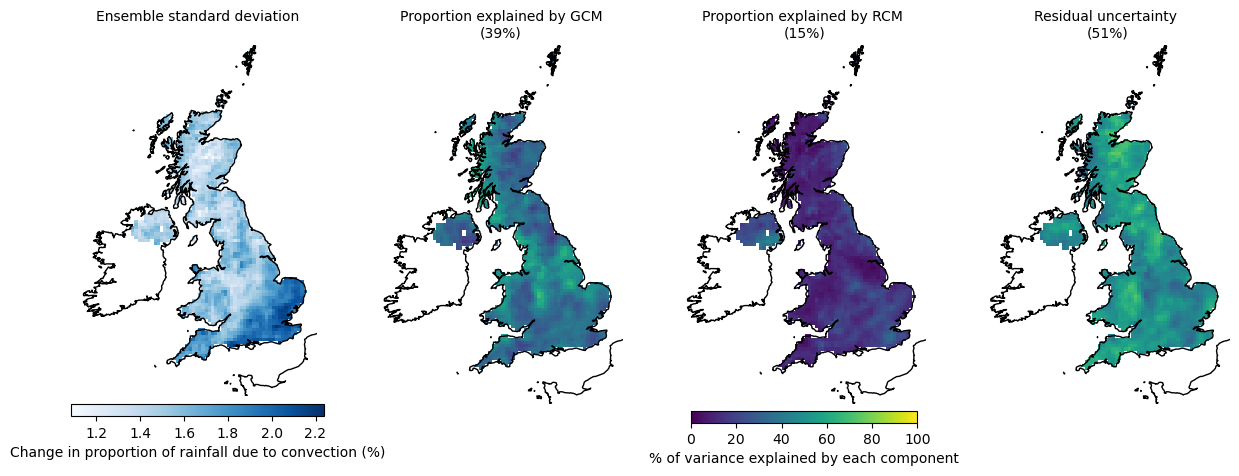 Ensemble standard deviation
Proportion explained by GCM
(39%)
Proportion explained by RCM
(15%)
Residual uncertainty
(51%)
1.2 1.4 1.6 1.8 2.0 2.2
Change in proportion of rainfall due to convection (%)
0 20 40 60 80 100
% of variance explained by each component